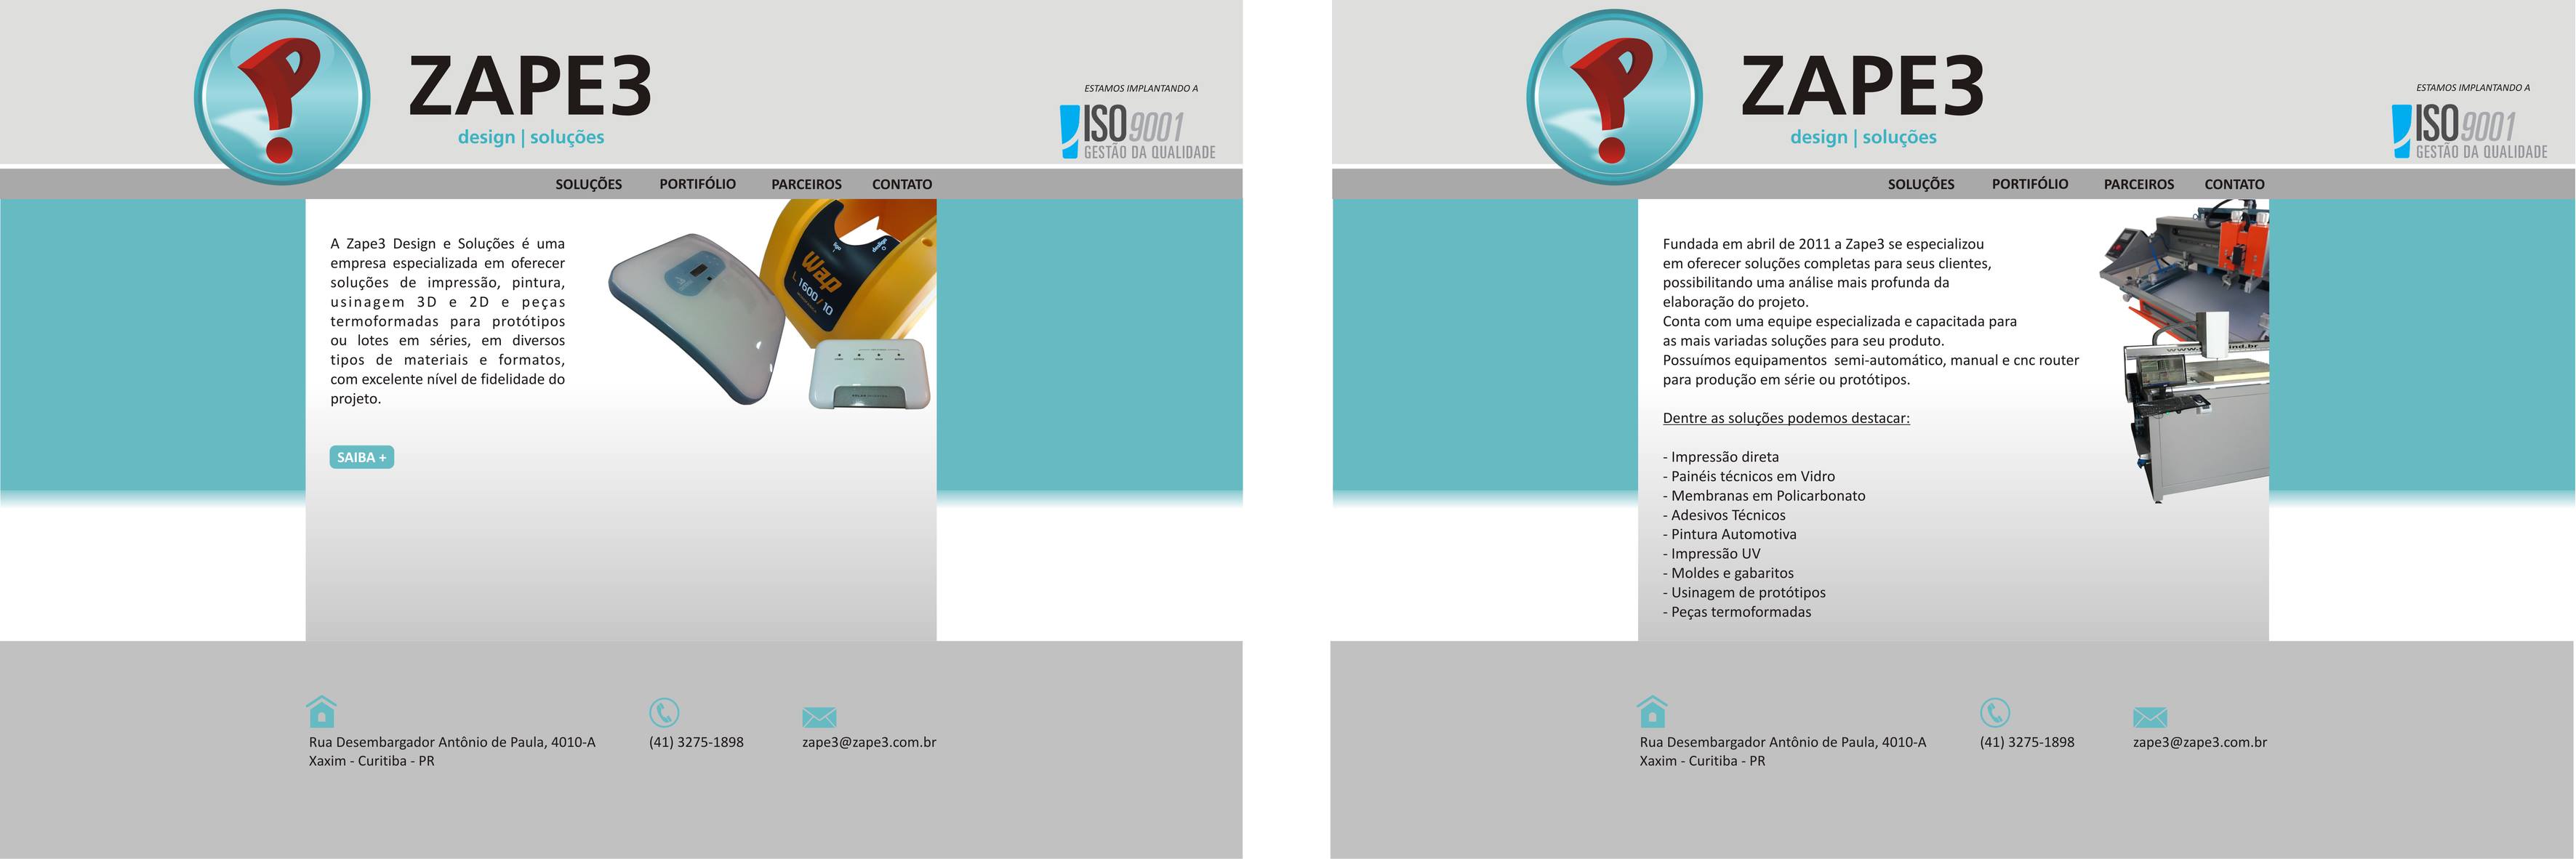 ZAPE3
design | soluções
ESTAMOS IMPLANTANDO A
ISO 9001
GESTÃO DA QUALIDADE
SOLUÇÕES PORTIFÓLIO PARCEIROS CONTATO
A Zape3 Design e Soluções é uma
empresa especializada em oferecer
soluções de impressão, pintura,
usinagem 3D e 2D e peças
termoformadas para protótipos
ou lotes em séries, em diversos
tipos de materiais e formatos,
com excelente nível de fidelidade do
projeto.
SAIBA +
wap
L 1600/10
Rua Desembargador Antônio de Paula, 4010-A
Xaxim - Curitiba - PR
(41) 3275-1898
zape3@zape3.com.br
ZAPE3
design | soluções
ESTAMOS IMPLANTANDO A
ISO 9001
GESTÃO DA QUALIDADE
SOLUÇÕES PORTIFÓLIO PARCEIROS CONTATO
Fundada em abril de 2011 a Zape3 se especializou
em oferecer soluções completas para seus clientes,
possibilitando uma análise mais profunda da
elaboração do projeto.
Conta com uma equipe especializada e capacitada para
as mais variadas soluções para seu produto.
Possuímos equipamentos  semi-automático, manual e cnc router
para produção em série ou protótipos.
Dentre as soluções podemos destacar:
- Impressão direta
- Painéis técnicos em Vidro
- Membranas em Policarbonato
- Adesivos Técnicos
- Pintura Automotiva
- Impressão UV
- Moldes e gabaritos
- Usinagem de protótipos
- Peças termoformadas
Rua Desembargador Antônio de Paula, 4010-A
Xaxim - Curitiba - PR
(41) 3275-1898
zape3@zape3.com.br